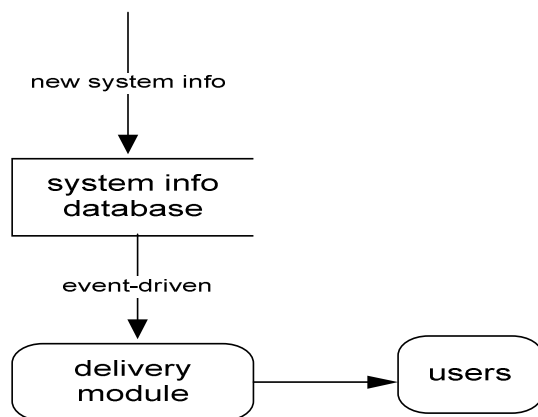 new system info
system info
database
event-driven
delivery
module
users